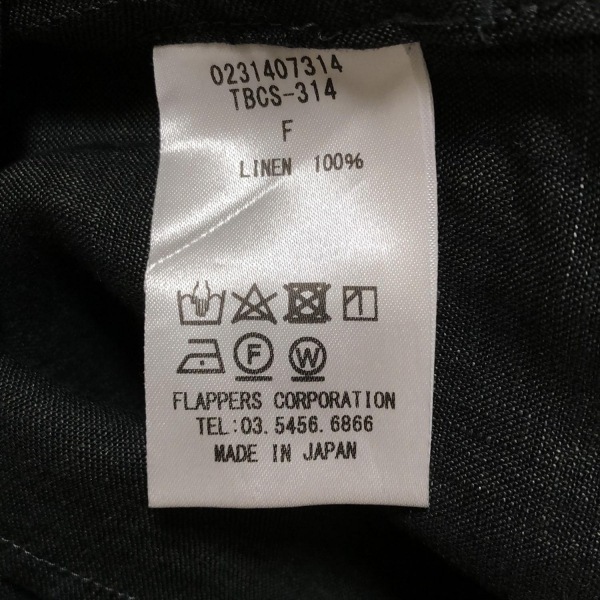 0231407314
TBCS-314
F
LINEN 100%
F W
FLAPPERS CORPORATION
TEL:03.5456.6866
MADE IN JAPAN